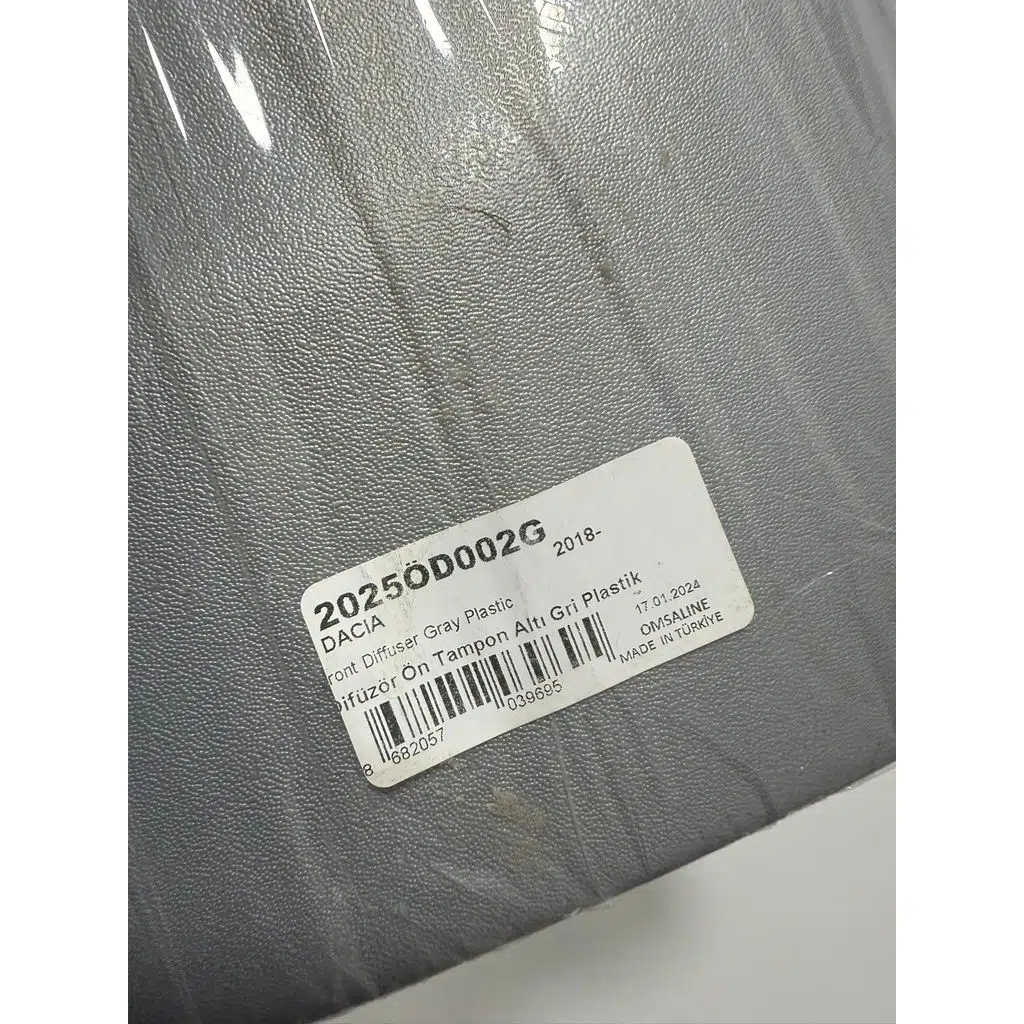 2025ÖD002G 2018-
DACIA
ront Diffuser Gray Plastic
ifüzör Ön Tampon Altı Gri Plastik
17.01.2024
OMSALINE
MADE IN TÜRKİYE
8 682057 039695